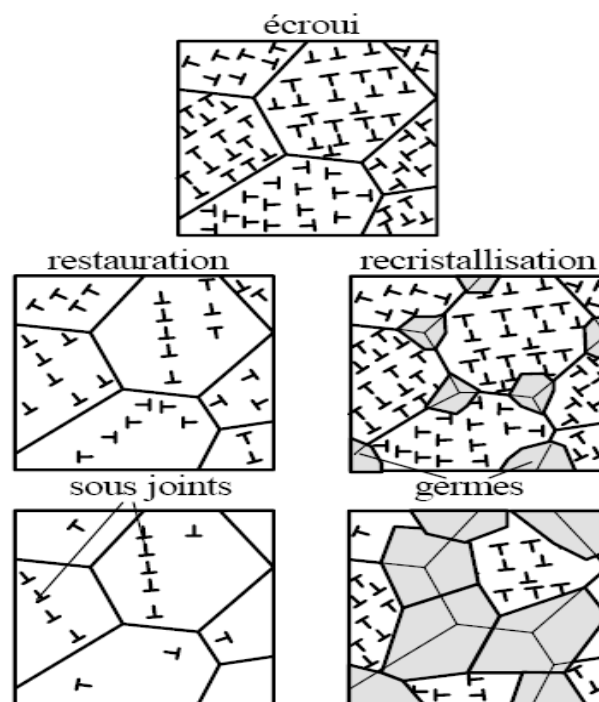 écroui
restauration
recristallisation
sous joints
germes